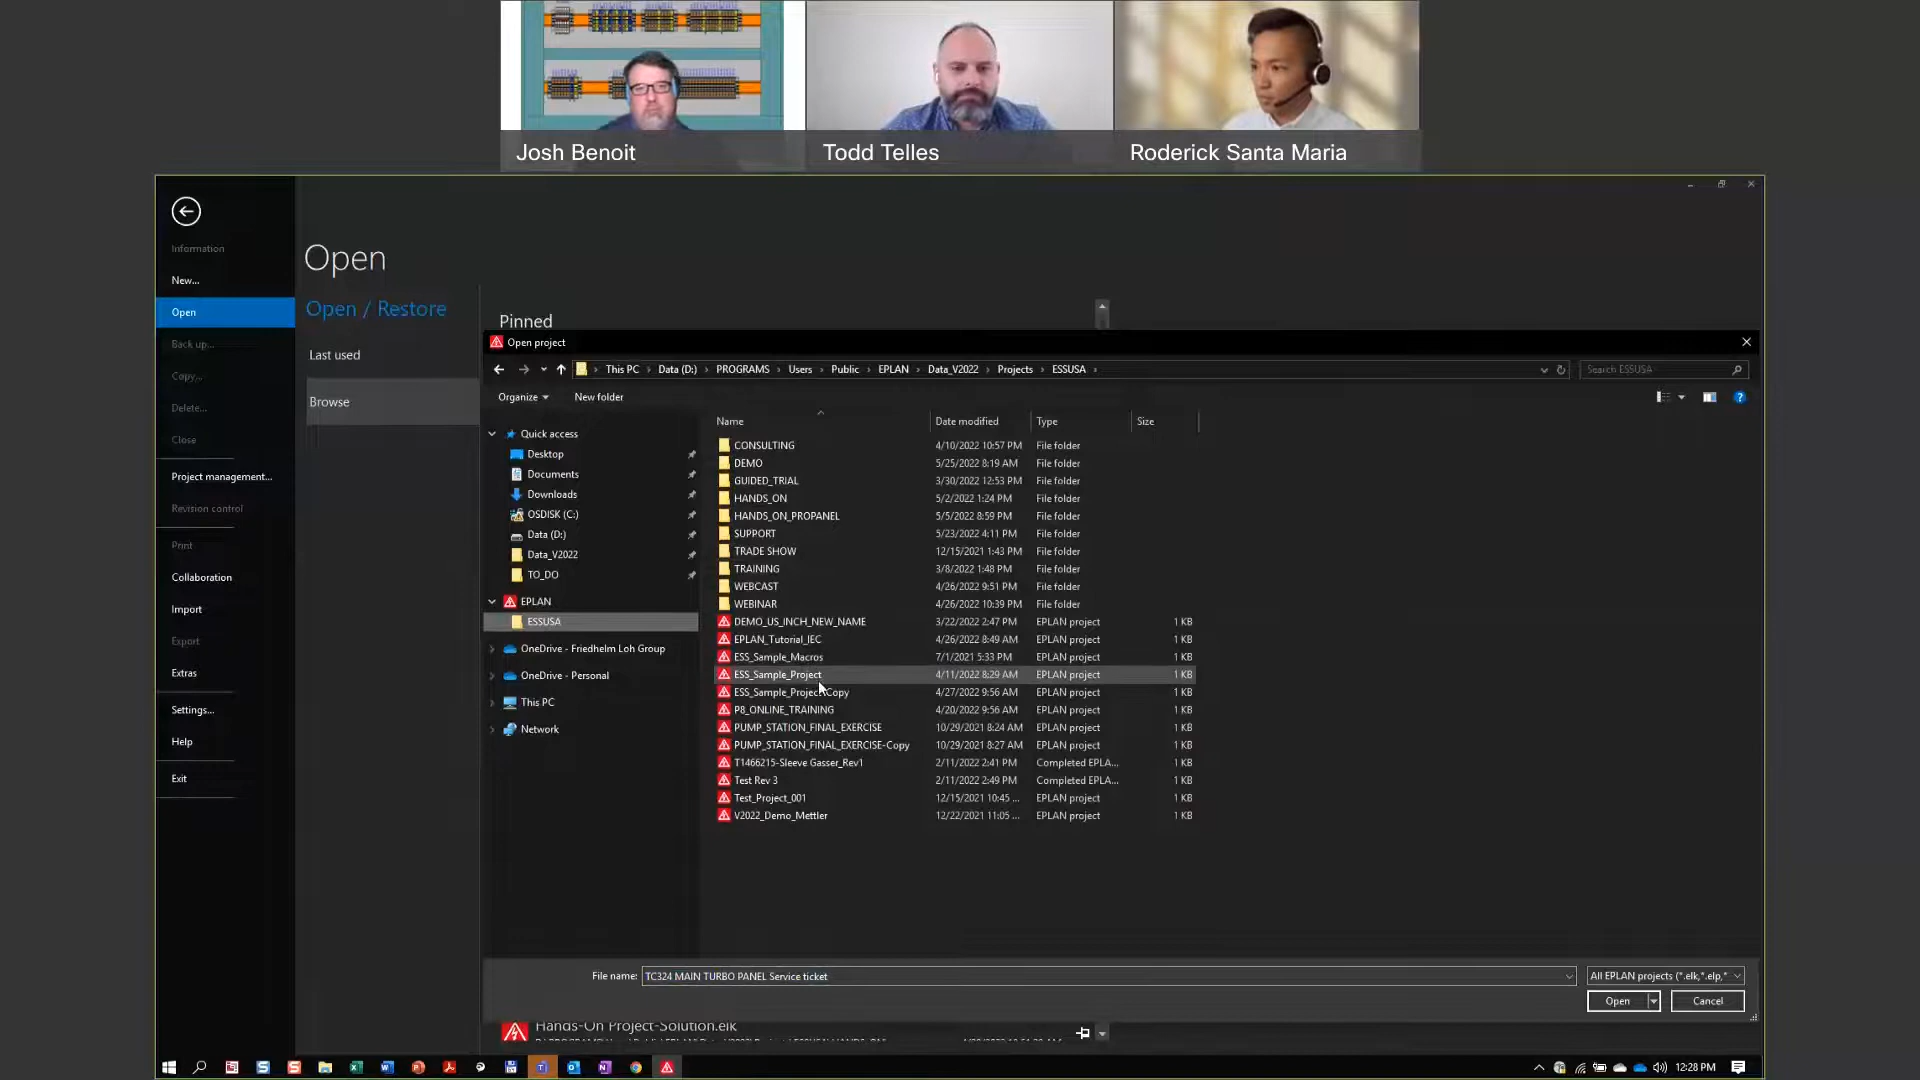 Josh Benoit
Todd Telles
Roderick Santa Maria
Information
New...
Open
Back up...
Copy...
Delete...
Close
Project management...
Revision control
Print
Collaboration
Import
Export
Extras
Settings...
Help
Exit
Open
Open / Restore
Last used
Browse
Pinned
Open project
This PC > Data (D:) > PROGRAMS > Users > Public > EPLAN > Data_V2022 > Projects > ESSUSA >
Search ESSUSA
Organize
New folder
Quick access
Desktop
Documents
Downloads
OSDISK (C:)
Data (D:)
Data_V2022
TO_DO
EPLAN
ESSUSA
OneDrive - Friedhelm Loh Group
OneDrive - Personal
This PC
Network
Name Date modified Type Size
CONSULTING 4/10/2022 10:57 PM File folder
DEMO 5/25/2022 8:19 AM File folder
GUIDED_TRIAL 3/30/2022 12:53 PM File folder
HANDS_ON 5/2/2022 1:24 PM File folder
HANDS_ON_PROPANEL 5/5/2022 8:59 PM File folder
SUPPORT 5/23/2022 4:11 PM File folder
TRADE SHOW 12/15/2021 1:43 PM File folder
TRAINING 3/8/2022 1:48 PM File folder
WEBCAST 4/26/2022 9:51 PM File folder
WEBINAR 4/26/2022 10:39 PM File folder
DEMO_US_INCH_NEW_NAME 3/22/2022 2:47 PM EPLAN project 1 KB
EPLAN_Tutorial_IEC 4/26/2022 8:49 AM EPLAN project 1 KB
ESS_Sample_Macros 7/1/2021 5:33 PM EPLAN project 1 KB
ESS_Sample_Project 4/11/2022 8:29 AM EPLAN project 1 KB
ESS_Sample_Project-Copy 4/27/2022 9:56 AM EPLAN project 1 KB
P8_ONLINE_TRAINING 4/20/2022 9:56 AM EPLAN project 1 KB
PUMP_STATION_FINAL_EXERCISE 10/29/2021 8:24 AM EPLAN project 1 KB
PUMP_STATION_FINAL_EXERCISE-Copy 10/29/2021 8:27 AM EPLAN project 1 KB
T1466215-Sleeve Gasser_Rev1 2/11/2022 2:41 PM Completed EPLA... 1 KB
Test Rev 3 2/11/2022 2:49 PM Completed EPLA... 1 KB
Test_Project_001 12/15/2021 10:45 ... EPLAN project 1 KB
V2022_Demo_Mettler 12/22/2021 11:05 ... EPLAN project 1 KB
File name: TC324 MAIN TURBO PANEL Service ticket
All EPLAN projects (*.elk,*.elp,*
Open
Cancel
Hands-On Project-Solution.elk
12:28 PM